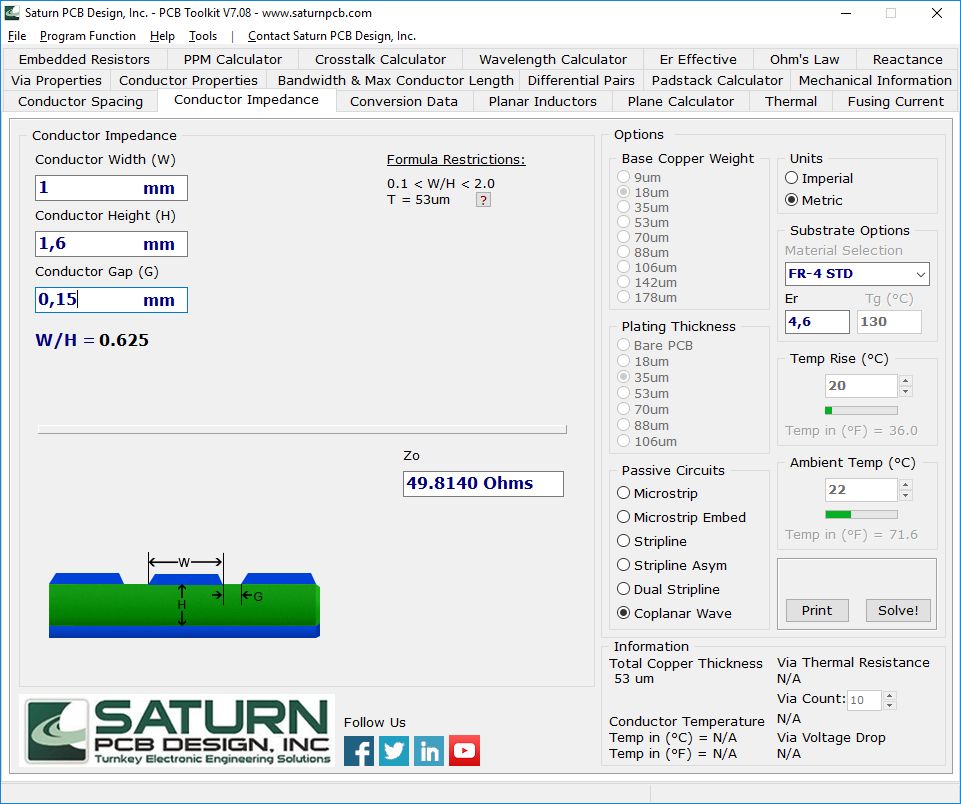 Saturn PCB Design, Inc. - PCB Toolkit V7.08 - www.saturnpcb.com
File Program Function Help Tools | Contact Saturn PCB Design, Inc.
Embedded Resistors PPM Calculator Crosstalk Calculator Wavelength Calculator Er Effective Ohm's Law Reactance
Via Properties Conductor Properties Bandwidth & Max Conductor Length Differential Pairs Padstack Calculator Mechanical Information
Conductor Spacing Conductor Impedance Conversion Data Planar Inductors Plane Calculator Thermal Fusing Current
Conductor Impedance
Conductor Width (W)
1 mm
Conductor Height (H)
1,6 mm
Conductor Gap (G)
0,15 mm
W/H = 0.625
Formula Restrictions:
0.1 < W/H < 2.0
T = 53um ?
Zo
49.8140 Ohms
W
H
G
Options
Base Copper Weight
9um
18um
35um
53um
70um
88um
106um
142um
178um
Plating Thickness
Bare PCB
18um
35um
53um
70um
88um
106um
Passive Circuits
Microstrip
Microstrip Embed
Stripline
Stripline Asym
Dual Stripline
Coplanar Wave
Units
Imperial
Metric
Substrate Options
Material Selection
FR-4 STD
Er Tg (°C)
4,6 130
Temp Rise (°C)
20
Temp in (°F) = 36.0
Ambient Temp (°C)
22
Temp in (°F) = 71.6
Print Solve!
Information
Total Copper Thickness
53 um
Conductor Temperature
Temp in (°C) = N/A
Temp in (°F) = N/A
Via Thermal Resistance
N/A
Via Count: 10
N/A
Via Voltage Drop
N/A
SATURN
PCB DESIGN, INC
Turnkey Electronic Engineering Solutions
Follow Us